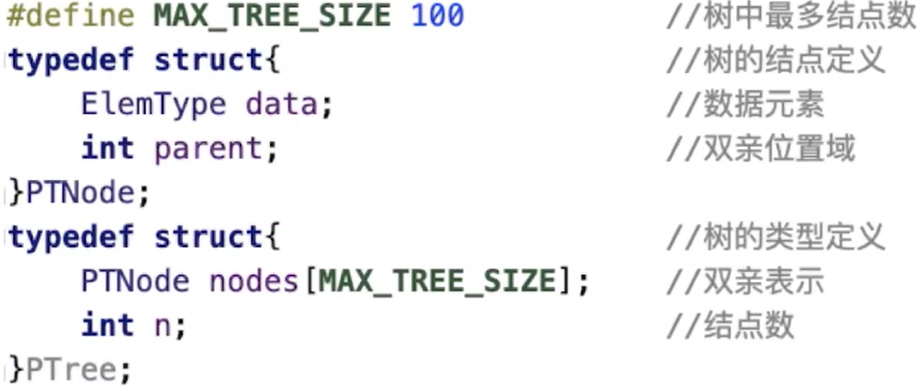 #define MAX_TREE_SIZE 100 //树中最多结点数
typedef struct{ //树的结点定义
ElemType data; //数据元素
int parent; //双亲位置域
}PTNode;
typedef struct{ //树的类型定义
PTNode nodes[MAX_TREE_SIZE]; //双亲表示
int n; //结点数
}PTree;